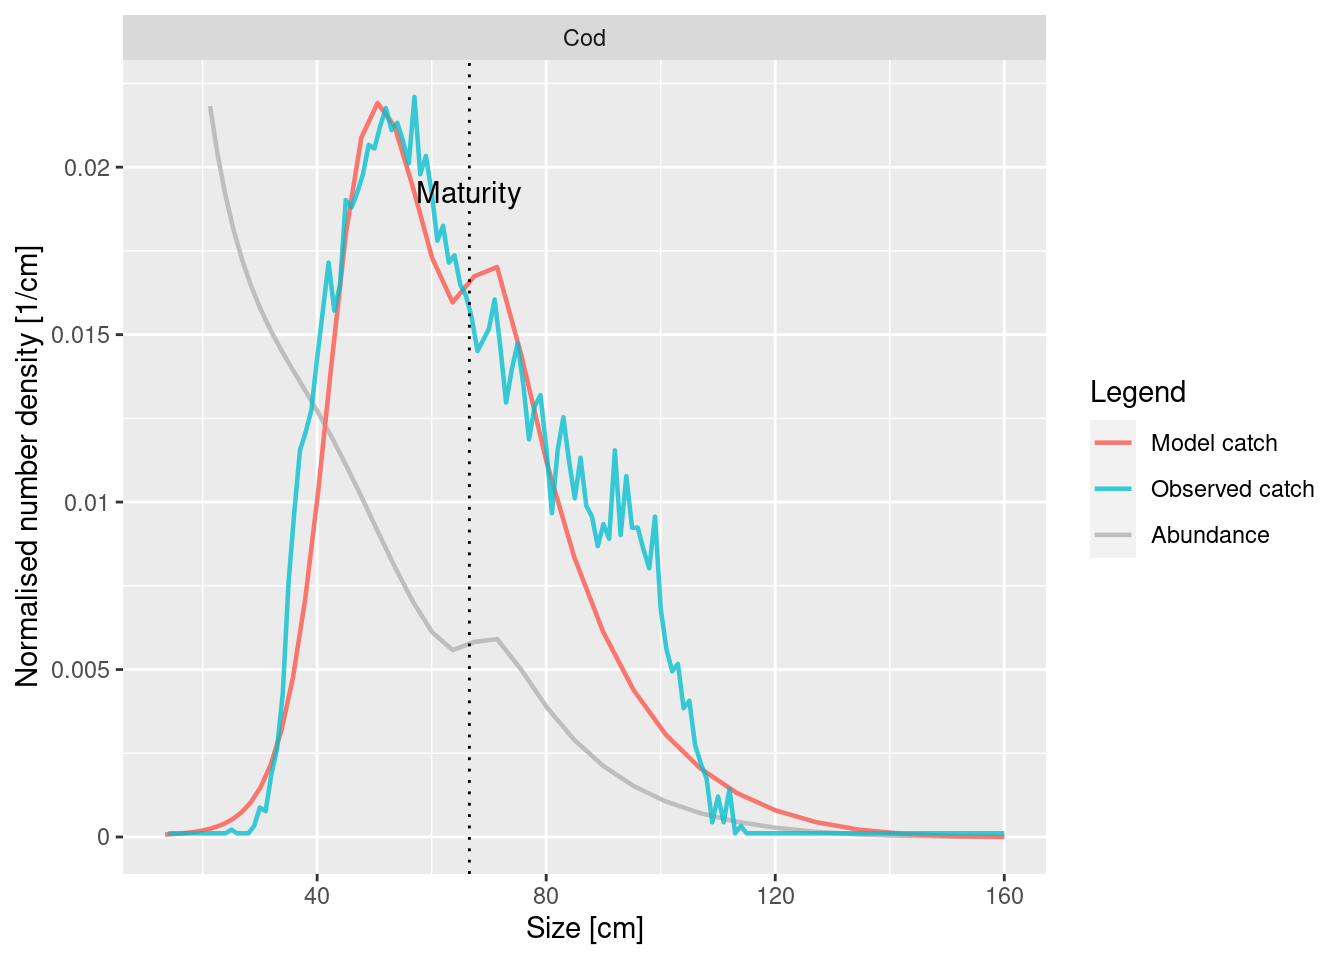 Cod
Maturity
0.02
0.015
0.01
0.005
0
40
80
120
160
Size [cm]
Normalised number density [1/cm]
Legend
Model catch
Observed catch
Abundance